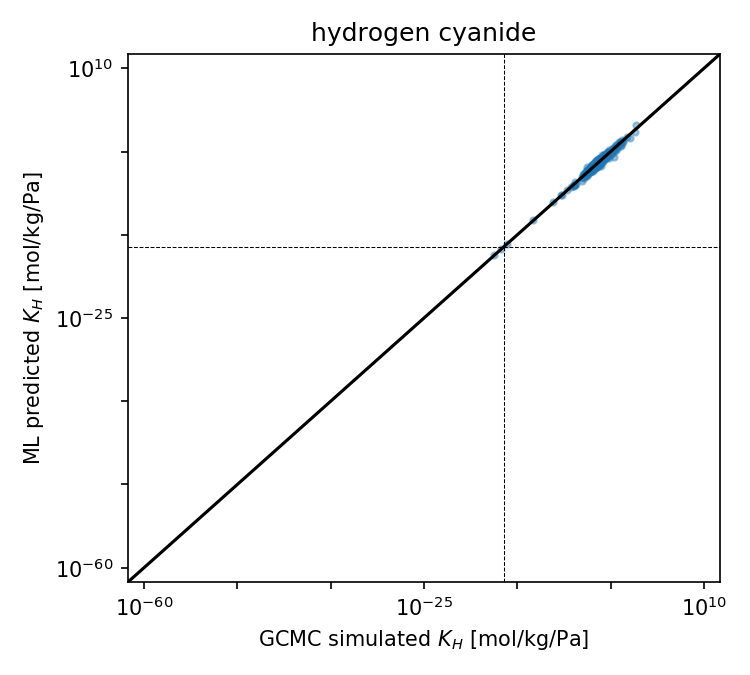 hydrogen cyanide
10^10
10^-25
10^-60
ML predicted K_H [mol/kg/Pa]
10^-60 10^-25 10^10
GCMC simulated K_H [mol/kg/Pa]